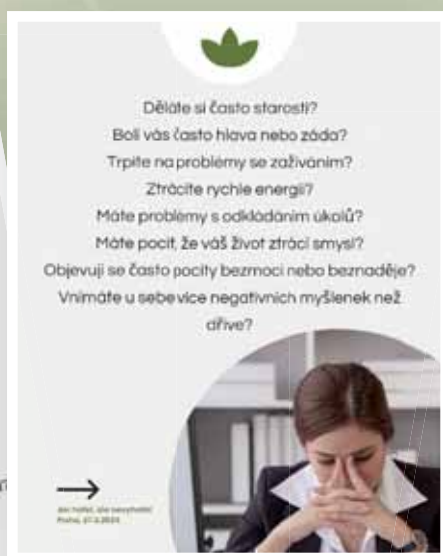 Děláte si často starosti?
Bolí vás často hlava nebo záda?
Trpíte na problémy se zažíváním?
Ztrácíte rychle energii?
Máte problémy s odkládáním úkolů?
Máte pocit, že váš život ztrácí smysl?
Objevují se často pocity bezmoci nebo beznaděje?
Vnímáte u sebe více negativních myšlenek než
dříve?